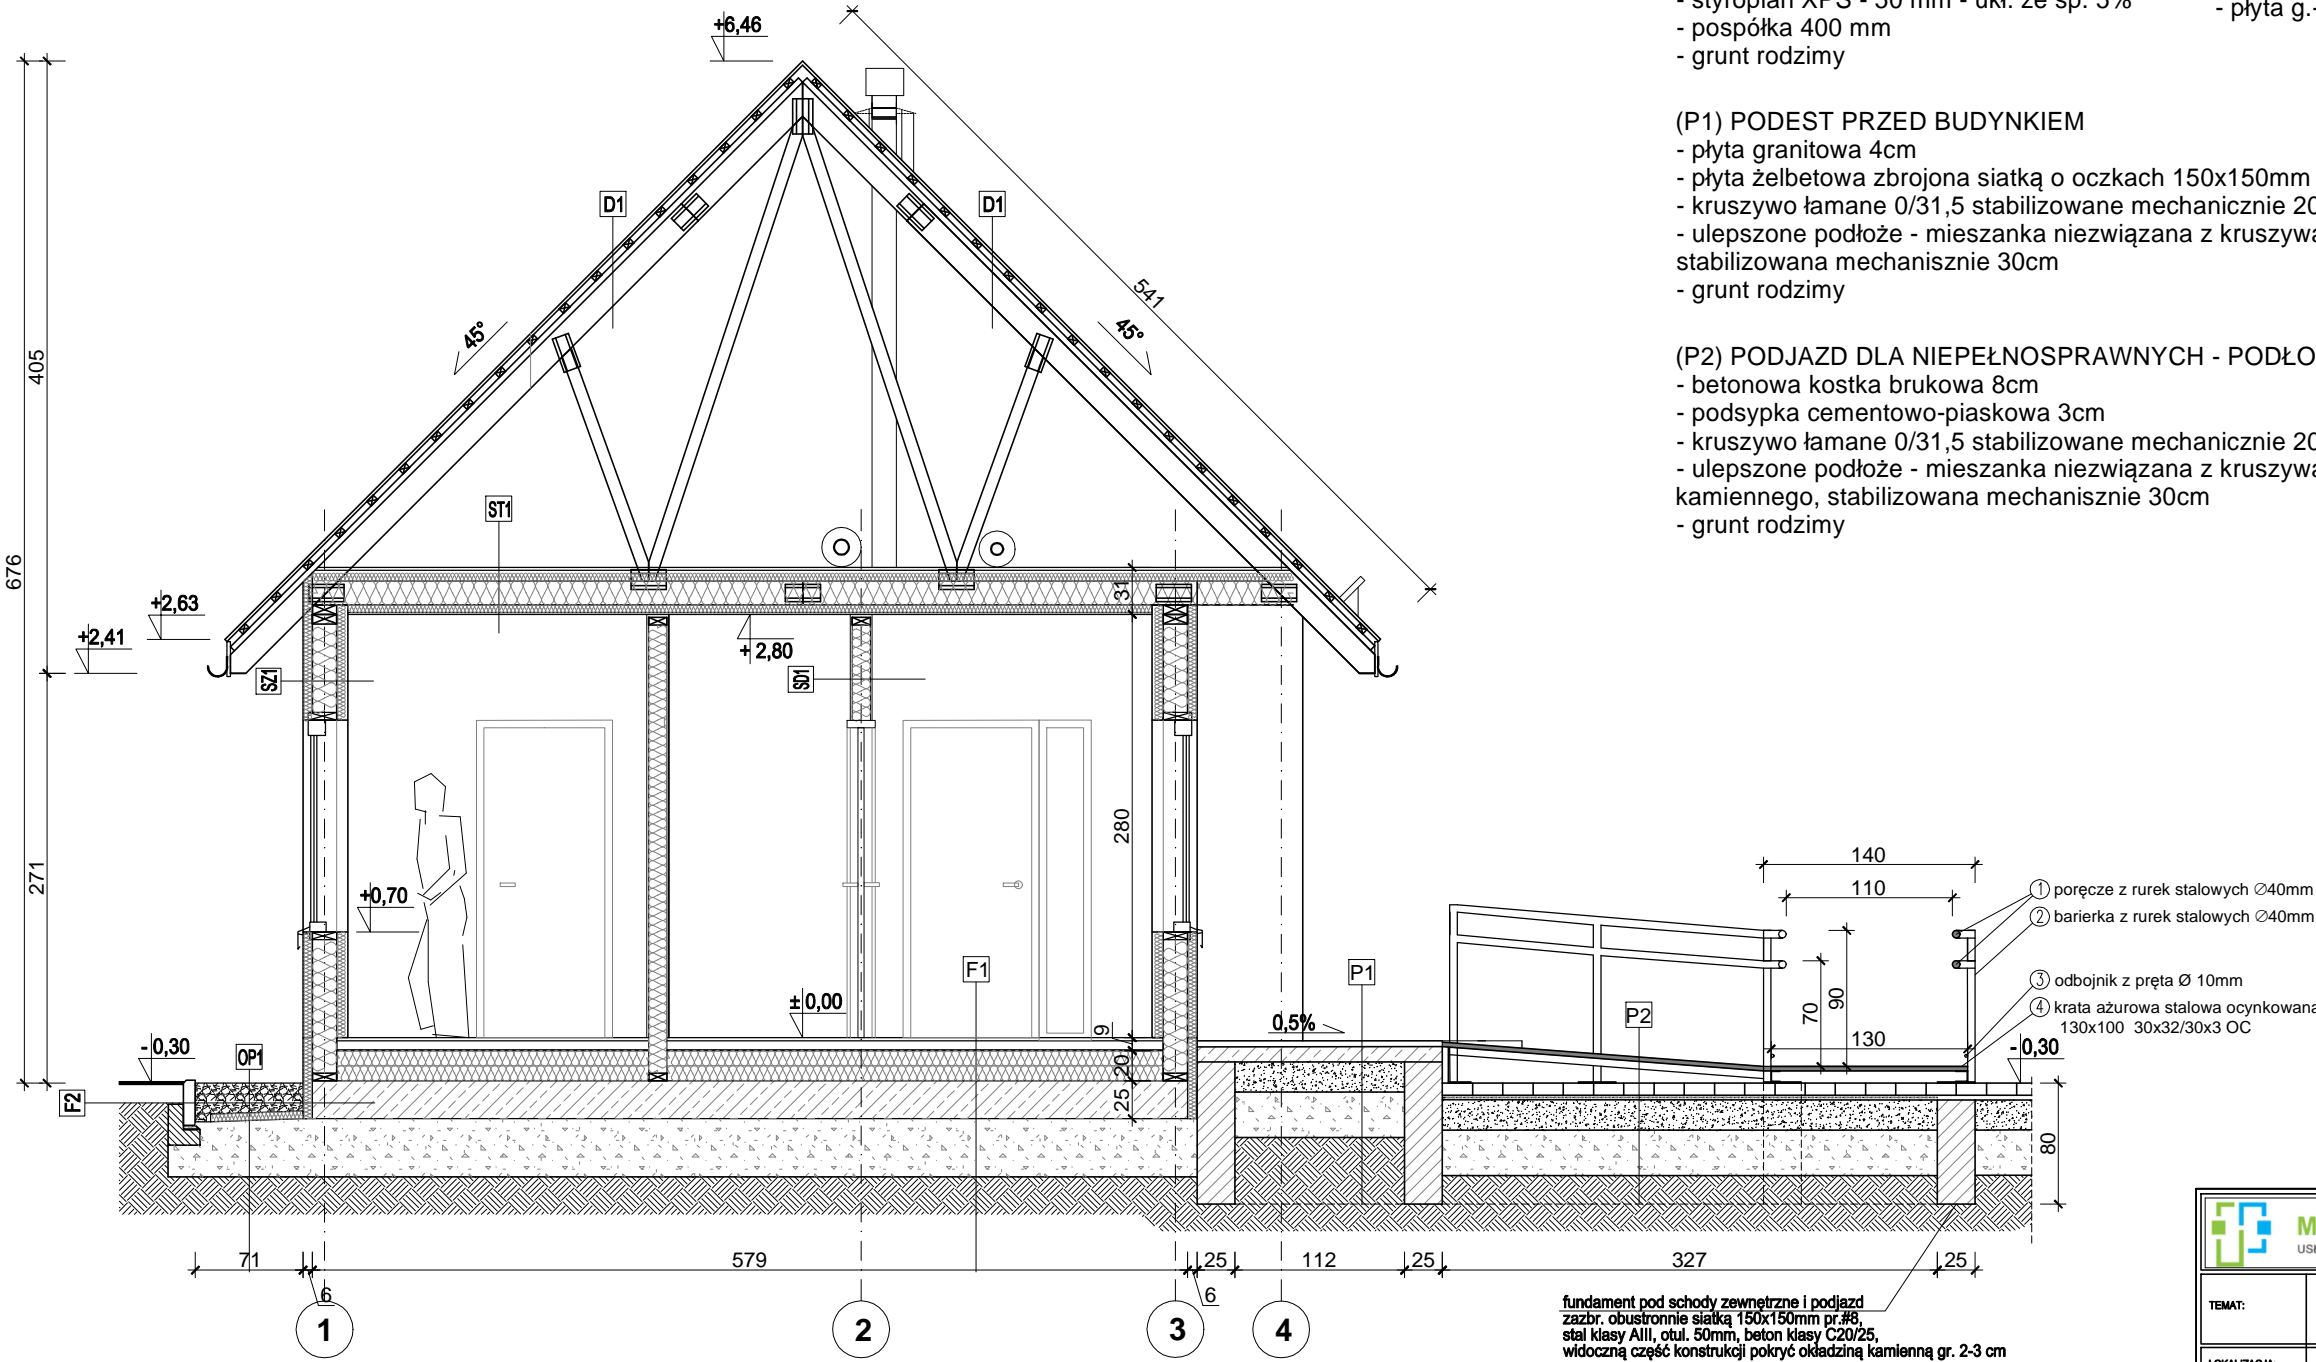 - styropian XPS - 50 mm - ukł. ze sp. 5%
- płyta g.-
- pospółka 400 mm
- grunt rodzimy
(P1) PODEST PRZED BUDYNKIEM
- płyta granitowa 4cm
- płyta żelbetowa zbrojona siatką o oczkach 150x150mm
- kruszywo łamane 0/31,5 stabilizowane mechanicznie 20
- ulepszone podłoże - mieszanka niezwiązana z kruszywa
stabilizowana mechanisznie 30cm
- grunt rodzimy
(P2) PODJAZD DLA NIEPEŁNOSPRAWNYCH - PODŁO
- betonowa kostka brukowa 8cm
- podsypka cementowo-piaskowa 3cm
- kruszywo łamane 0/31,5 stabilizowane mechanicznie 20
- ulepszone podłoże - mieszanka niezwiązana z kruszywa
kamiennego, stabilizowana mechanisznie 30cm
- grunt rodzimy
+6,46
D1
D1
541
45°
45°
405
676
271
ST1
31
+2,63
+2,41
+ 2,80
SZ1
SD1
280
+0,70
± 0,00
F1
P1
P2
0,5%
9
20
25
- 0,30
OP1
F2
140
110
70
90
130
- 0,30
80
1 poręcze z rurek stalowych ∅40mm
2 barierka z rurek stalowych ∅40mm
3 odbojnik z pręta Ø 10mm
4 krata ażurowa stalowa ocynkowana
130x100 30x32/30x3 OC
71
6
579
6
25
112
25
327
25
1
2
3
4
fundament pod schody zewnętrzne i podjazd
zazbr. obustronnie siatką 150x150mm pr.#8,
stal klasy AIII, otul. 50mm, beton klasy C20/25,
widoczną część konstrukcji pokryć okładziną kamienną gr. 2-3 cm
M
USŁ
TEMAT: